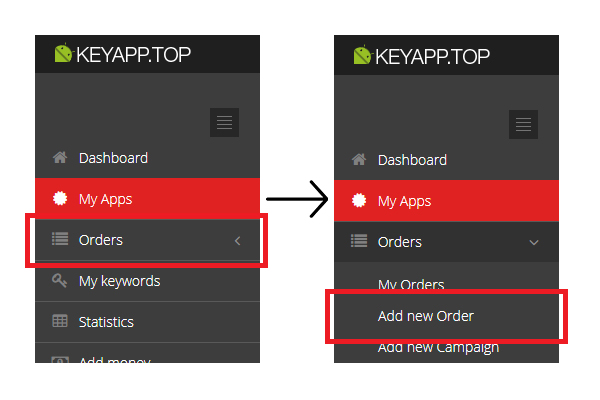 KEYAPP.TOP
Dashboard
My Apps
Orders
My keywords
Statistics
Add money
KEYAPP.TOP
Dashboard
My Apps
Orders
My Orders
Add new Order
Add new Campaign